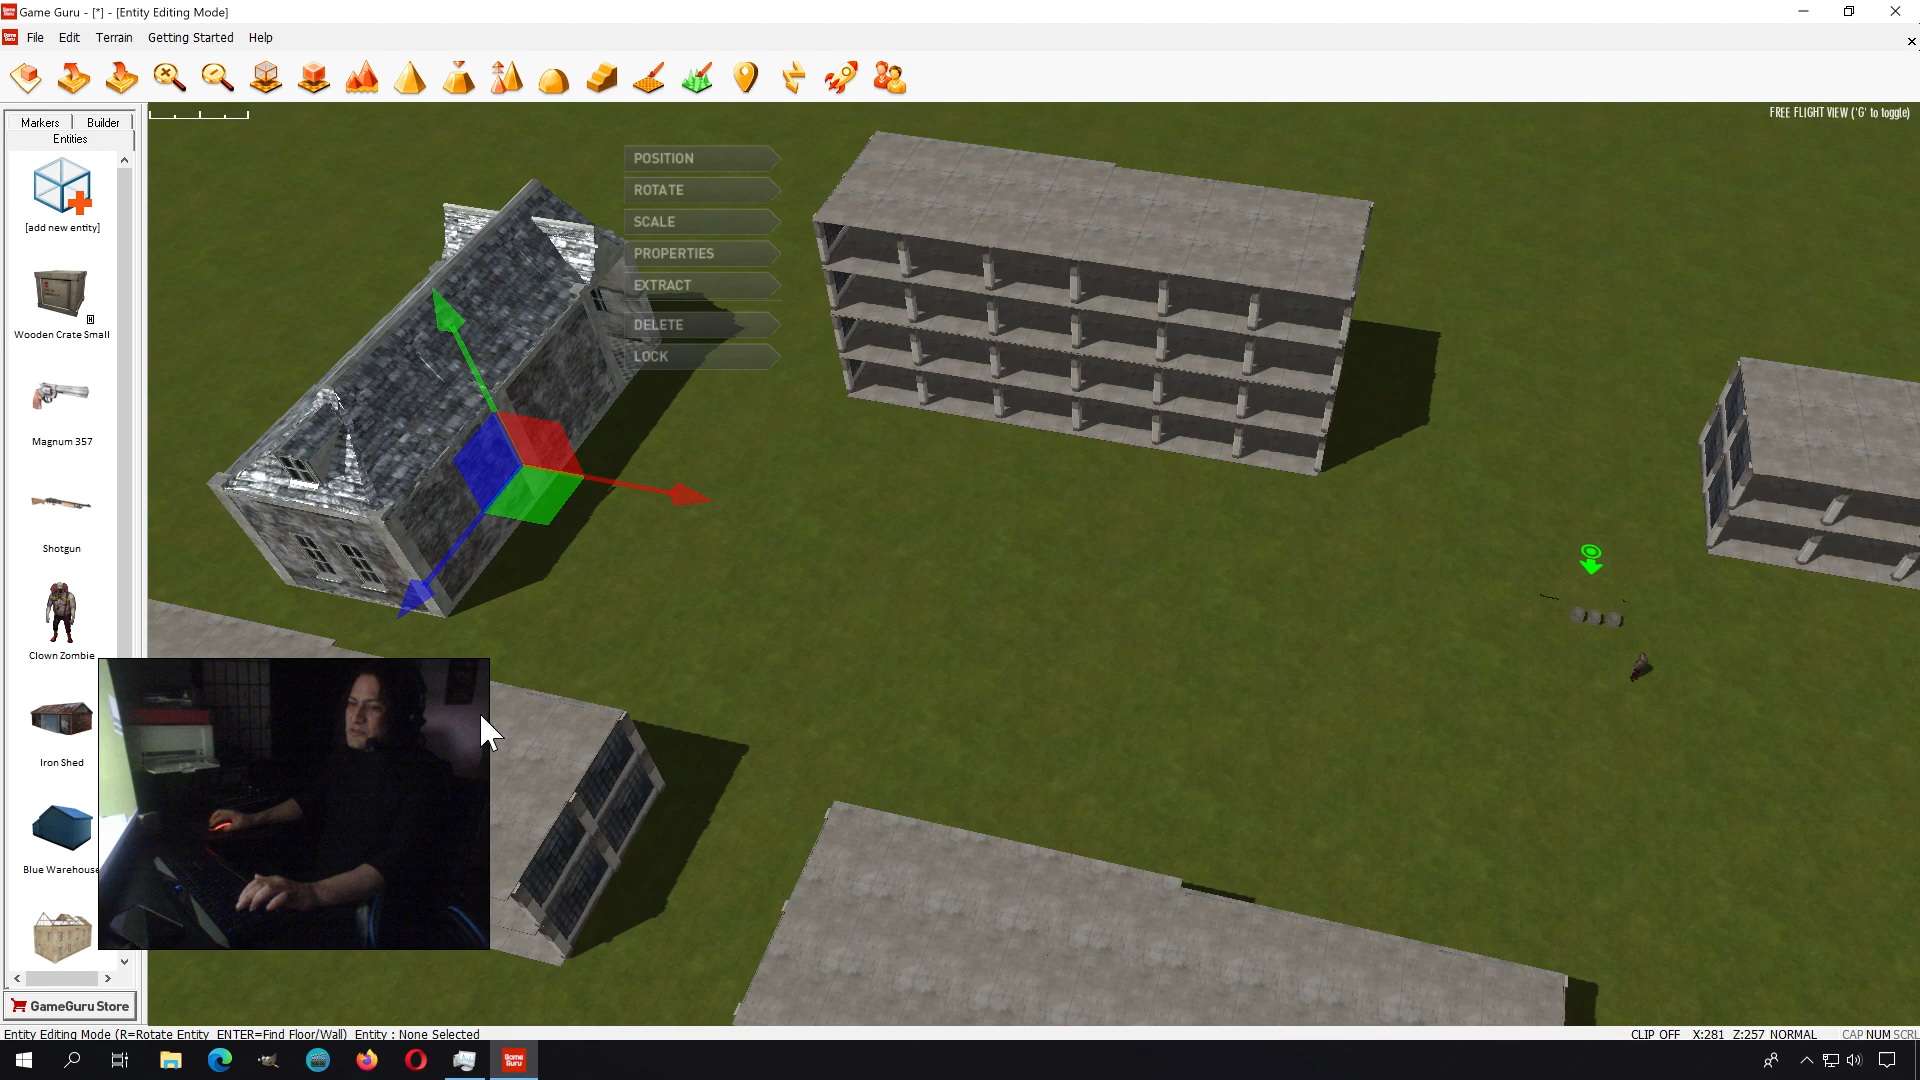 Game Guru - [*] - [Entity Editing Mode]
File Edit Terrain Getting Started Help
Markers Builder
Entities
[add new entity]
Wooden Crate Small
Magnum 357
Shotgun
Clown Zombie
Iron Shed
Blue Warehouse
GameGuru Store
POSITION
ROTATE
SCALE
PROPERTIES
EXTRACT
DELETE
LOCK
FREE FLIGHT VIEW ('G' to toggle)
Entity Editing Mode (R=Rotate Entity ENTER=Find Floor/Wall) Entity : None Selected
CLIP OFF X:281 Z:257 NORMAL CAP NUM SCRL